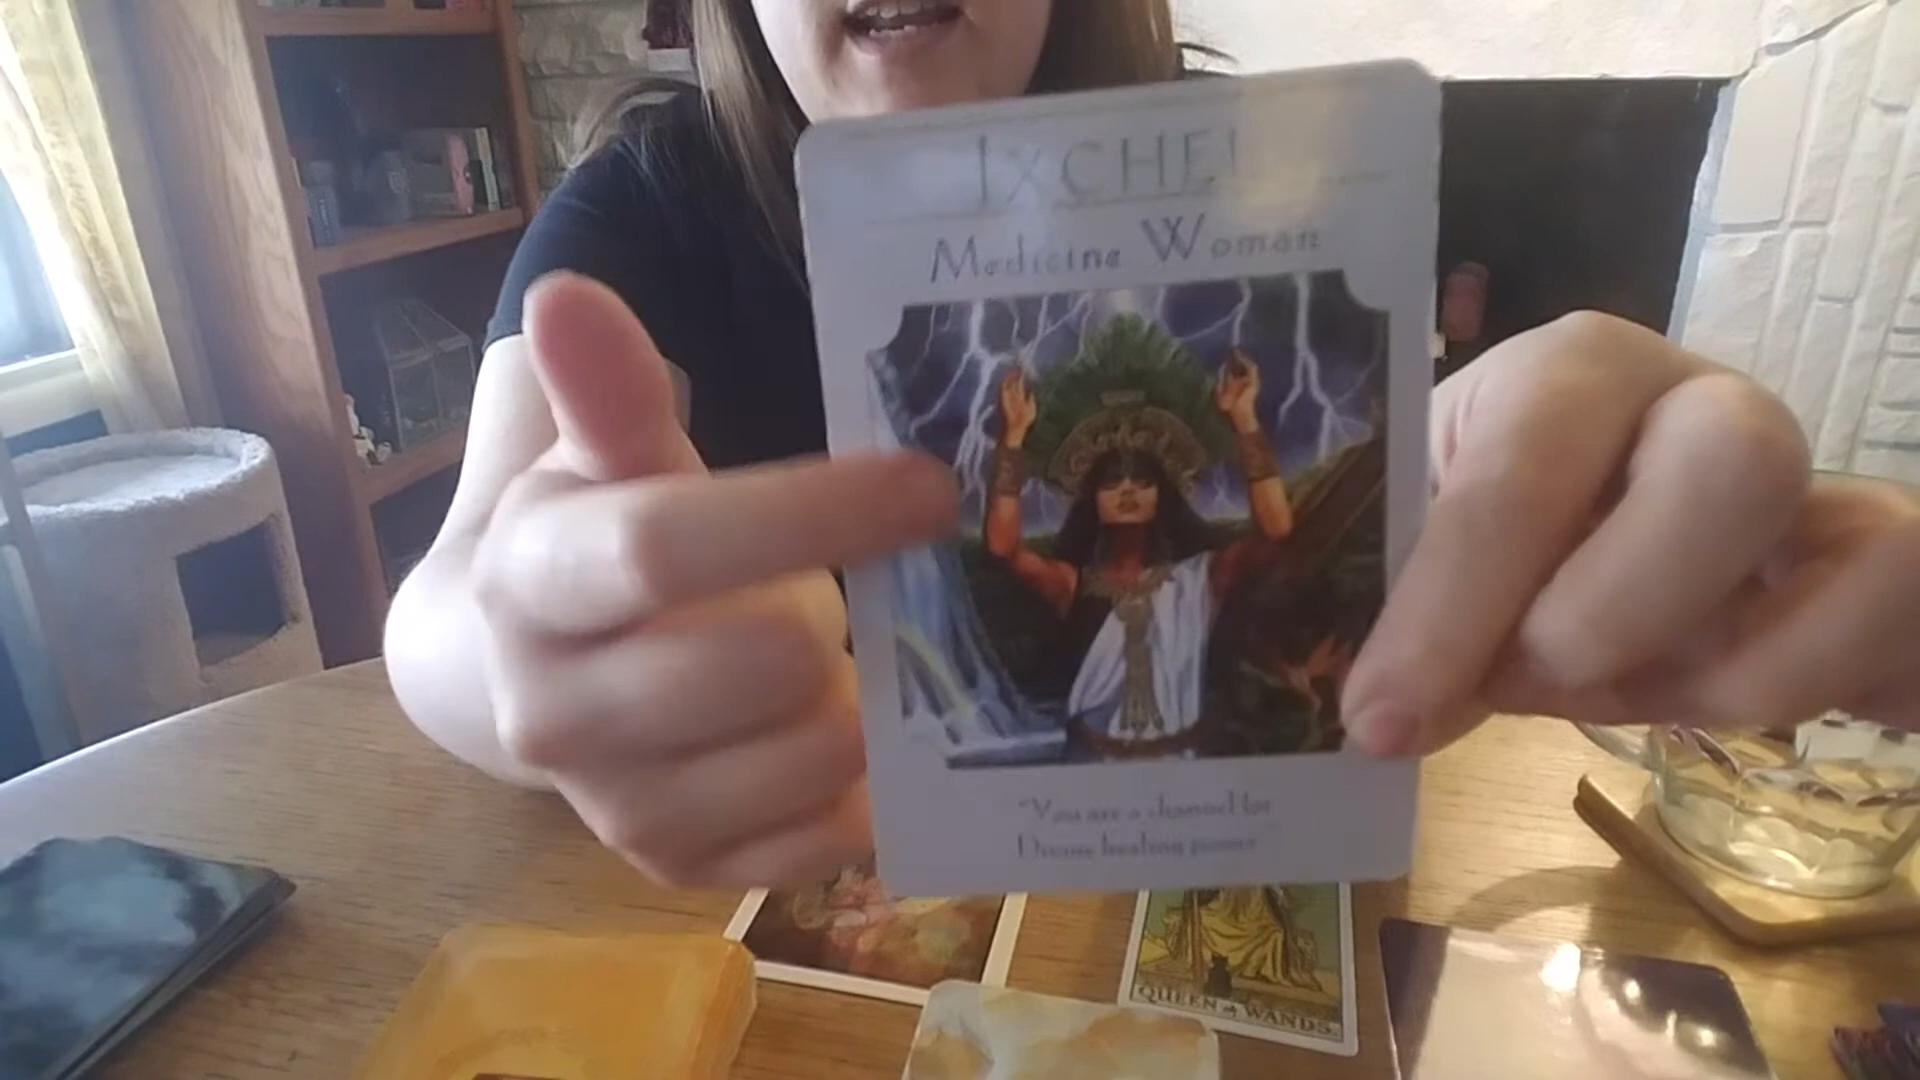 IXCHEL
Medicine Woman
"You are a channel for
Divine healing power"
QUEEN of WANDS.